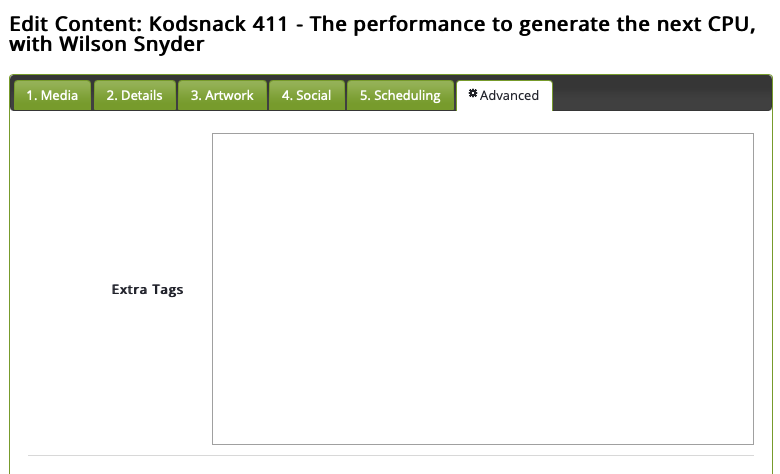 Edit Content: Kodsnack 411 - The performance to generate the next CPU,
with Wilson Snyder
1. Media 2. Details 3. Artwork 4. Social 5. Scheduling Advanced
Extra Tags